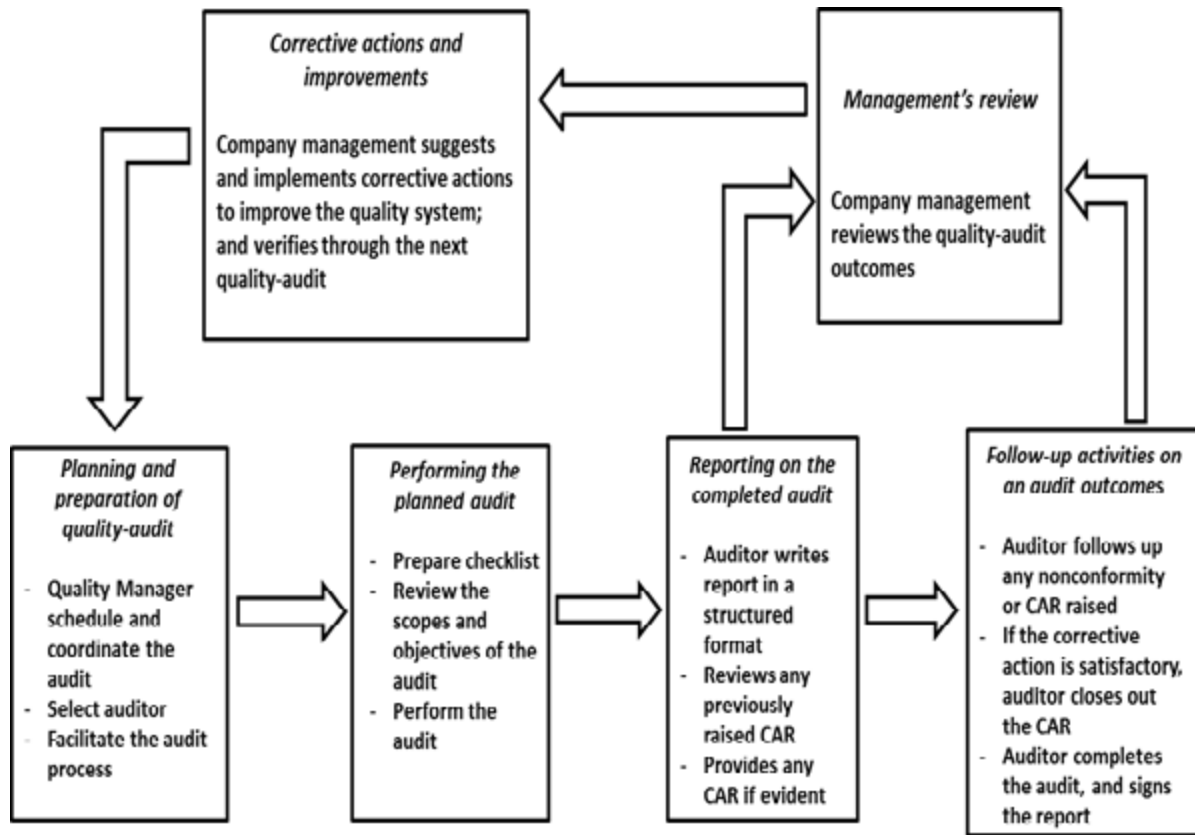 Corrective actions and
improvements
Company management suggests
and implements corrective actions
to improve the quality system;
and verifies through the next
quality-audit
Management's review
Company management
reviews the quality-audit
outcomes
Planning and
preparation of
quality-audit
- Quality Manager
schedule and
coordinate the
audit
- Select auditor
- Facilitate the audit
process
Performing the
planned audit
- Prepare checklist
- Review the
scopes and
objectives of the
audit
- Perform the
audit
Reporting on the
completed audit
- Auditor writes
report in a
structured
format
- Reviews any
previously
raised CAR
- Provides any
CAR if evident
Follow-up activities on
an audit outcomes
- Auditor follows up
any nonconformity
or CAR raised
- If the corrective
action is satisfactory,
auditor closes out
the CAR
- Auditor completes
the audit, and signs
the report